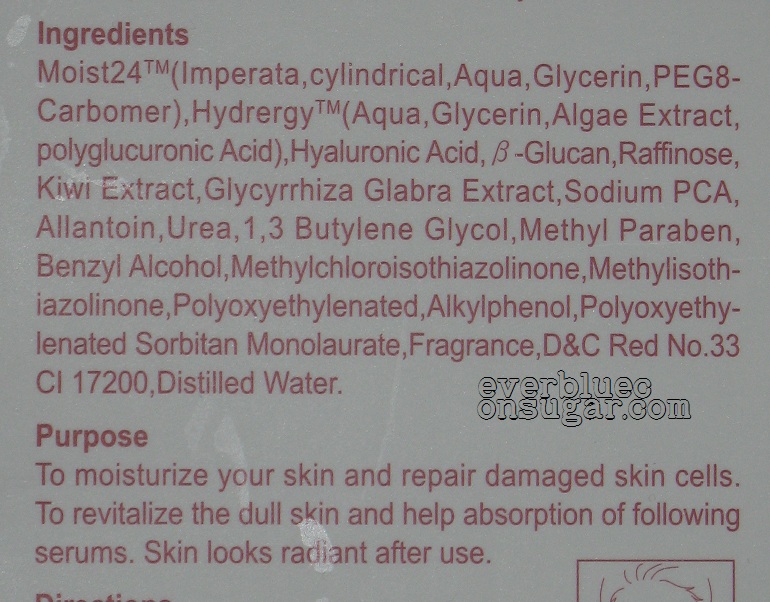 Ingredients
Moist24™(Imperata,cylindrical,Aqua,Glycerin,PEG8-
Carbomer),Hydrergy™(Aqua,Glycerin,Algae Extract,
polyglucuronic Acid),Hyaluronic Acid,β-Glucan,Raffinose,
Kiwi Extract,Glycyrrhiza Glabra Extract,Sodium PCA,
Allantoin,Urea,1,3 Butylene Glycol,Methyl Paraben,
Benzyl Alcohol,Methylchloroisothiazolinone,Methylisoth-
iazolinone,Polyoxyethylenated,Alkylphenol,Polyoxyethy-
lenated Sorbitan Monolaurate,Fragrance,D&C Red No.33
CI 17200,Distilled Water.
everbluec
onsugar.com
Purpose
To moisturize your skin and repair damaged skin cells.
To revitalize the dull skin and help absorption of following
serums. Skin looks radiant after use.
Directions